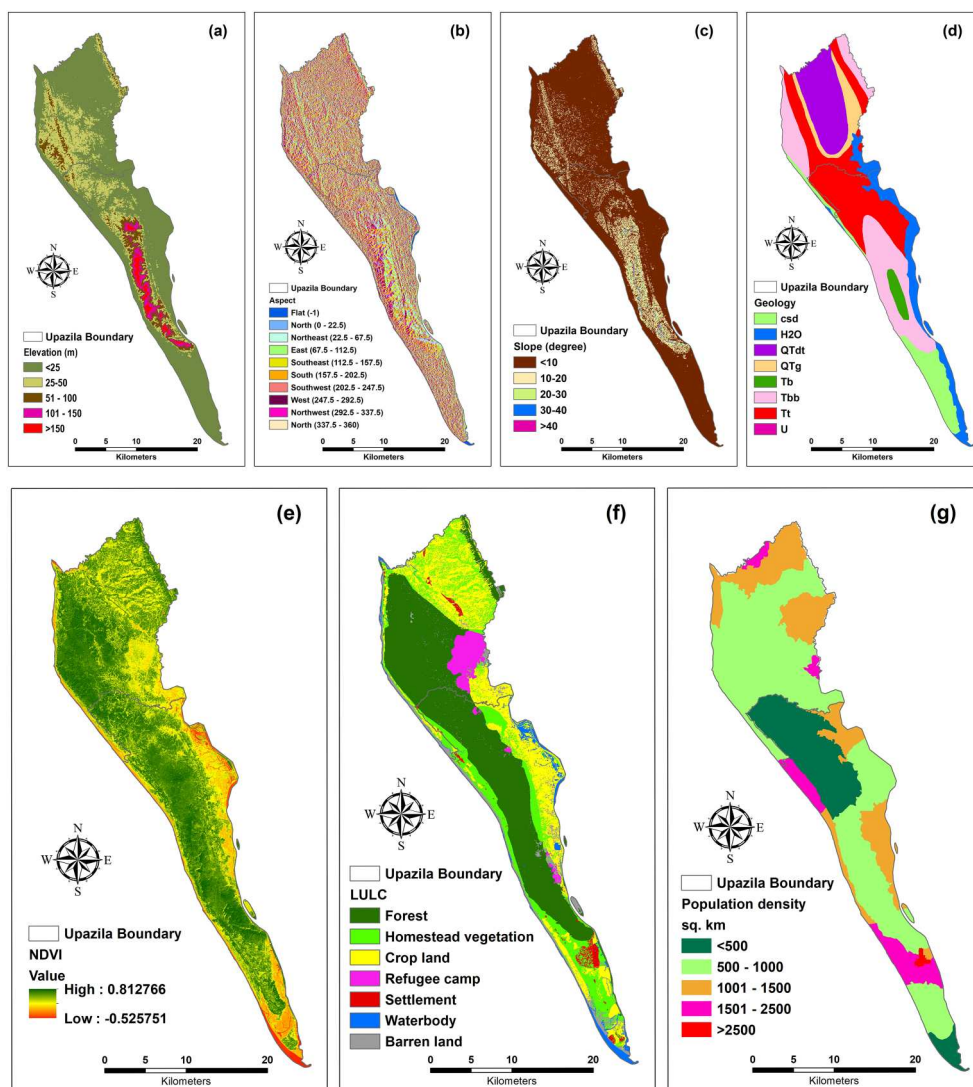 (a)
N
W E
S
Upazila Boundary
Elevation (m)
<25
25-50
51 - 100
101 - 150
>150
0 5 10 20
Kilometers
(b)
N
W E
S
Upazila Boundary
Aspect
Flat (-1)
North (0 - 22.5)
Northeast (22.5 - 67.5)
East (67.5 - 112.5)
Southeast (112.5 - 157.5)
South (157.5 - 202.5)
Southwest (202.5 - 247.5)
West (247.5 - 292.5)
Northwest (292.5 - 337.5)
North (337.5 - 360)
0 5 10 20
Kilometers
(c)
N
W E
S
Upazila Boundary
Slope (degree)
<10
10-20
20-30
30-40
>40
0 5 10 20
Kilometers
(d)
N
W E
S
Upazila Boundary
Geology
csd
H2O
QTdt
QTg
Tb
Tbb
Tt
U
0 5 10 20
Kilometers
(e)
N
W E
S
Upazila Boundary
NDVI
Value
High : 0.812766
Low : -0.525751
0 5 10 20
Kilometers
(f)
N
W E
S
Upazila Boundary
LULC
Forest
Homestead vegetation
Crop land
Refugee camp
Settlement
Waterbody
Barren land
0 5 10 20
Kilometers
(g)
N
W E
S
Upazila Boundary
Population density
sq. km
<500
500 - 1000
1001 - 1500
1501 - 2500
>2500
0 5 10 20
Kilometers